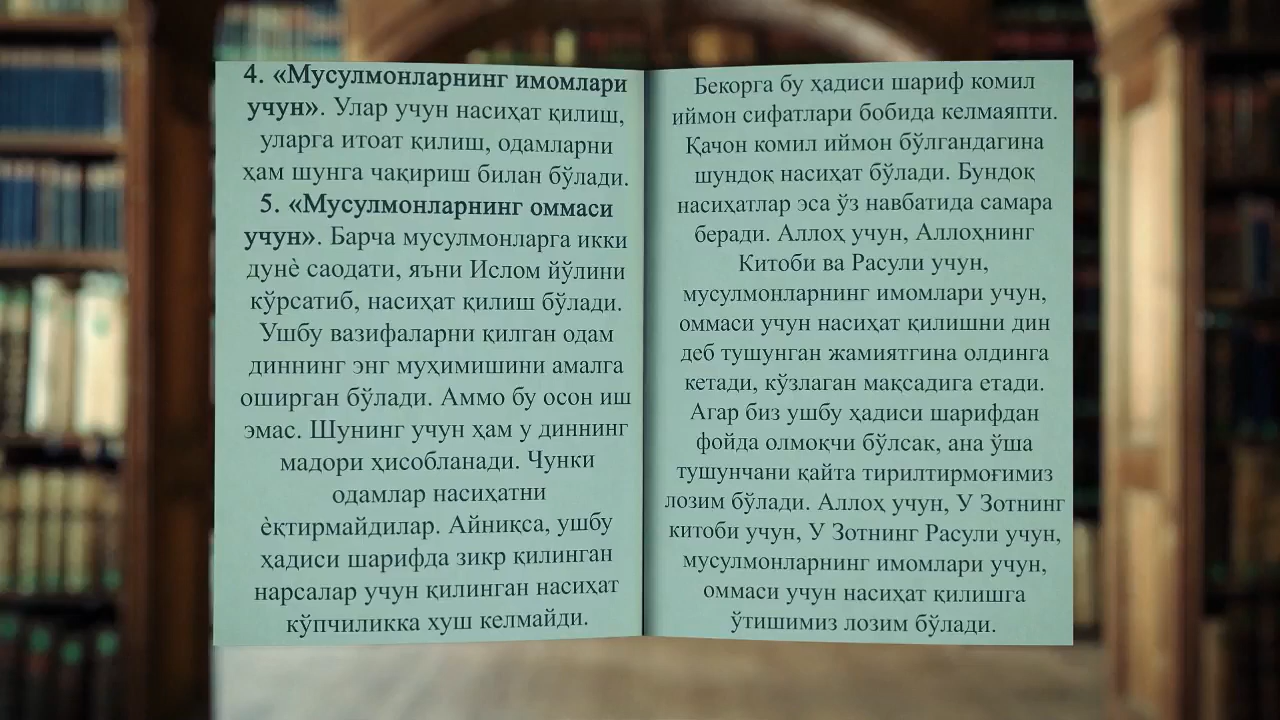 4. «Мусулмонларнинг имомлари
учун». Улар учун насиҳат қилиш,
уларга итоат қилиш, одамларни
ҳам шунга чақириш билан бўлади.
5. «Мусулмонларнинг оммаси
учун». Барча мусулмонларга икки
дунѐ саодати, яъни Ислом йўлини
кўрсатиб, насиҳат қилиш бўлади.
Ушбу вазифаларни қилган одам
диннинг энг муҳимишини амалга
оширган бўлади. Аммо бу осон иш
эмас. Шунинг учун ҳам у диннинг
мадори ҳисобланади. Чунки
одамлар насиҳатни
ѐқтирмайдилар. Айниқса, ушбу
ҳадиси шарифда зикр қилинган
нарсалар учун қилинган насиҳат
кўпчиликка хуш келмайди.
Бекорга бу ҳадиси шариф комил
иймон сифатлари бобида келмаяпти.
Қачон комил иймон бўлгандагина
шундоқ насиҳат бўлади. Бундоқ
насиҳатлар эса ўз навбатида самара
беради. Аллоҳ учун, Аллоҳнинг
Китоби ва Расули учун,
мусулмонларнинг имомлари учун,
оммаси учун насиҳат қилишни дин
деб тушунган жамиятгина олдинга
кетади, кўзлаган мақсадига етади.
Агар биз ушбу ҳадиси шарифдан
фойда олмоқчи бўлсак, ана ўша
тушунчани қайта тирилтирмоғимиз
лозим бўлади. Аллоҳ учун, У Зотнинг
китоби учун, У Зотнинг Расули учун,
мусулмонларнинг имомлари учун,
оммаси учун насиҳат қилишга
ўтишимиз лозим бўлади.